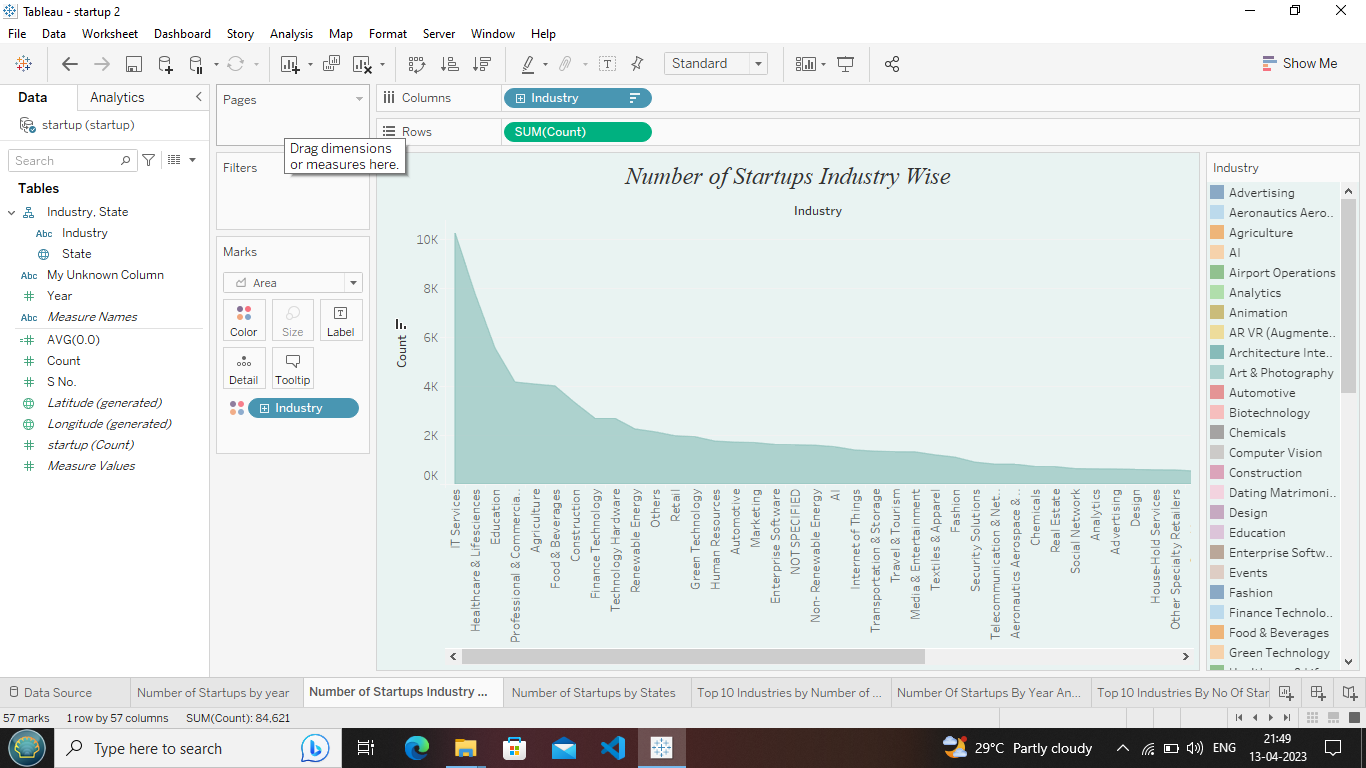 Tableau - startup 2
File Data Worksheet Dashboard Story Analysis Map Format Server Window Help
Standard
Show Me
Data Analytics
startup (startup)
Search
Tables
Industry, State
Abc Industry
State
Abc My Unknown Column
Year
Abc Measure Names
AVG(0.0)
Count
S No.
Latitude (generated)
Longitude (generated)
startup (Count)
Measure Values
Pages
Drag dimensions
or measures here.
Filters
Marks
Area
Color Size Label
Detail Tooltip
Industry
Columns Industry
Rows SUM(Count)
Number of Startups Industry Wise
Industry
Count
10K
8K
6K
4K
2K
0K
IT Services
Healthcare & Lifesciences
Education
Professional & Commercia..
Agriculture
Food & Beverages
Construction
Finance Technology
Technology Hardware
Renewable Energy
Others
Retail
Green Technology
Human Resources
Automotive
Marketing
Enterprise Software
NOT SPECIFIED
Non- Renewable Energy
AI
Internet of Things
Transportation & Storage
Travel & Tourism
Media & Entertainment
Textiles & Apparel
Fashion
Security Solutions
Telecommunication & Net..
Aeronautics Aerospace & ..
Chemicals
Real Estate
Social Network
Analytics
Advertising
Design
House-Hold Services
Other Specialty Retailers
Industry
Advertising
Aeronautics Aero..
Agriculture
AI
Airport Operations
Analytics
Animation
AR VR (Augmente..
Architecture Inte..
Art & Photography
Automotive
Biotechnology
Chemicals
Computer Vision
Construction
Dating Matrimoni..
Design
Education
Enterprise Softw..
Events
Fashion
Finance Technolo..
Food & Beverages
Green Technology
Data Source Number of Startups by year Number of Startups Industry ... Number of Startups by States Top 10 Industries by Number of ... Number Of Startups By Year An... Top 10 Industries By No Of Star
57 marks 1 row by 57 columns SUM(Count): 84,621
Type here to search
29°C Partly cloudy
ENG
21:49
13-04-2023